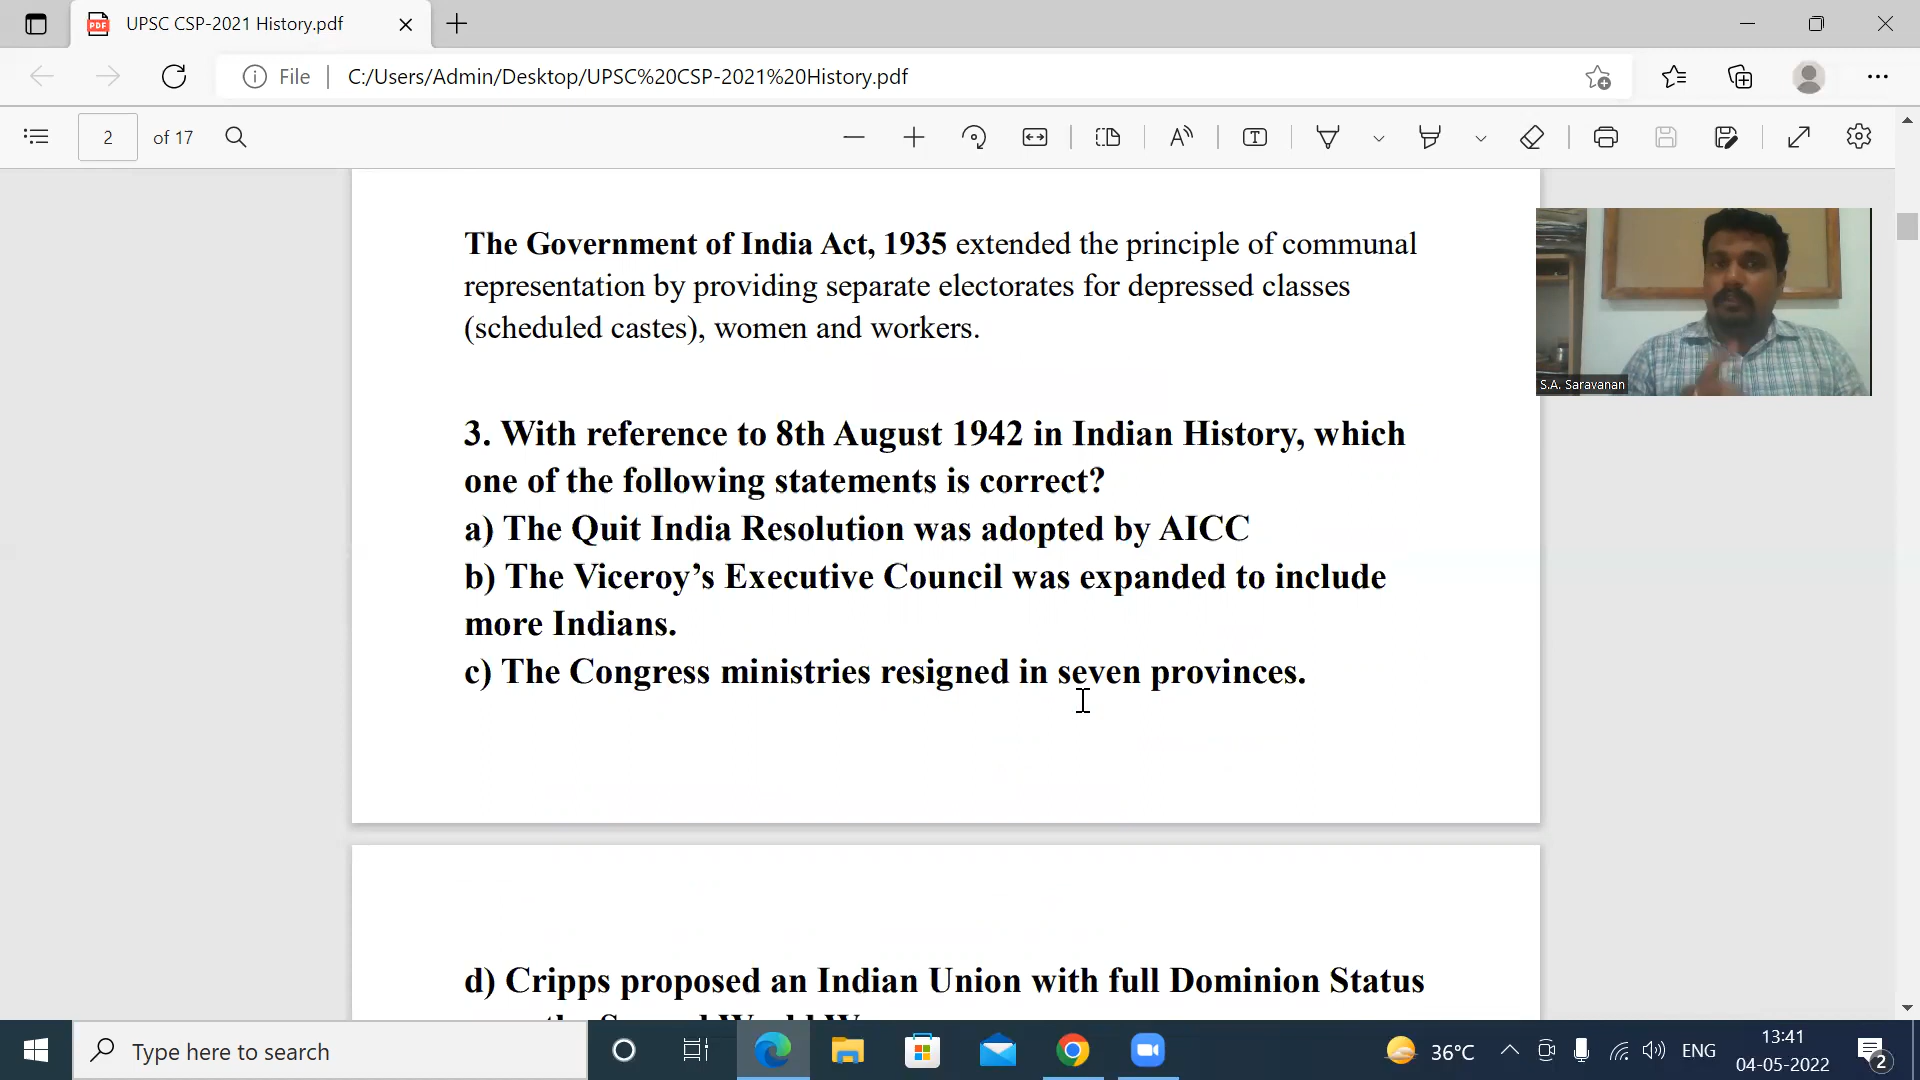 UPSC CSP-2021 History.pdf
File
C:/Users/Admin/Desktop/UPSC%20CSP-2021%20History.pdf
2 of 17
The Government of India Act, 1935 extended the principle of communal
representation by providing separate electorates for depressed classes
(scheduled castes), women and workers.
S.A. Saravanan
3. With reference to 8th August 1942 in Indian History, which
one of the following statements is correct?
a) The Quit India Resolution was adopted by AICC
b) The Viceroy’s Executive Council was expanded to include
more Indians.
c) The Congress ministries resigned in seven provinces.
d) Cripps proposed an Indian Union with full Dominion Status
Type here to search
36°C
ENG
13:41
04-05-2022
2